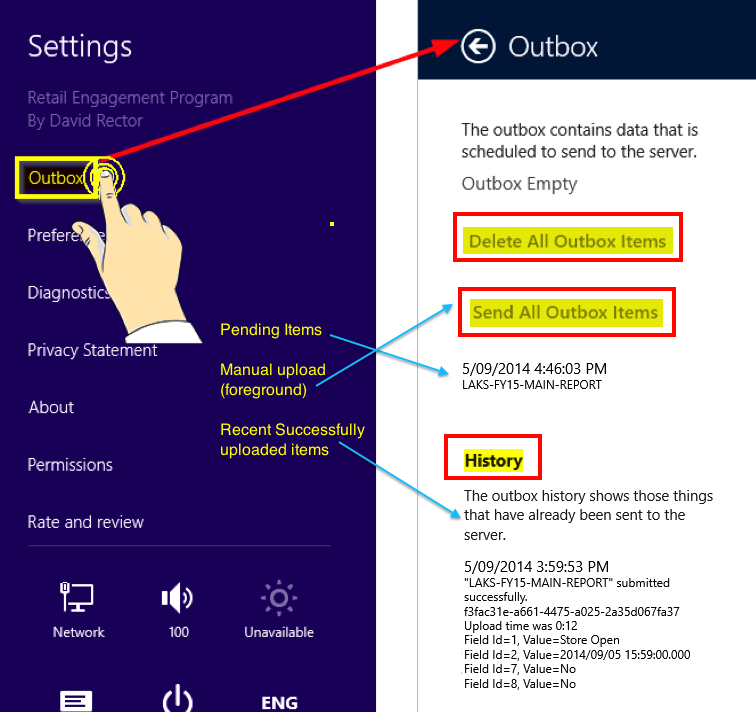 Settings
Retail Engagement Program
By David Rector
Outbox
Preference
Diagnostics
Privacy Statement
About
Permissions
Rate and review
Network
100
Unavailable
ENG
Pending Items
Manual upload
(foreground)
Recent Successfully
uploaded items
Outbox
The outbox contains data that is
scheduled to send to the server.
Outbox Empty
Delete All Outbox Items
Send All Outbox Items
5/09/2014 4:46:03 PM
LAKS-FY15-MAIN-REPORT
History
The outbox history shows those things
that have already been sent to the
server.
5/09/2014 3:59:53 PM
"LAKS-FY15-MAIN-REPORT" submitted
successfully.
f3fac31e-a661-4475-a025-2a35d067fa37
Upload time was 0:12
Field Id=1, Value=Store Open
Field Id=2, Value=2014/09/05 15:59:00.000
Field Id=7, Value=No
Field Id=8, Value=No